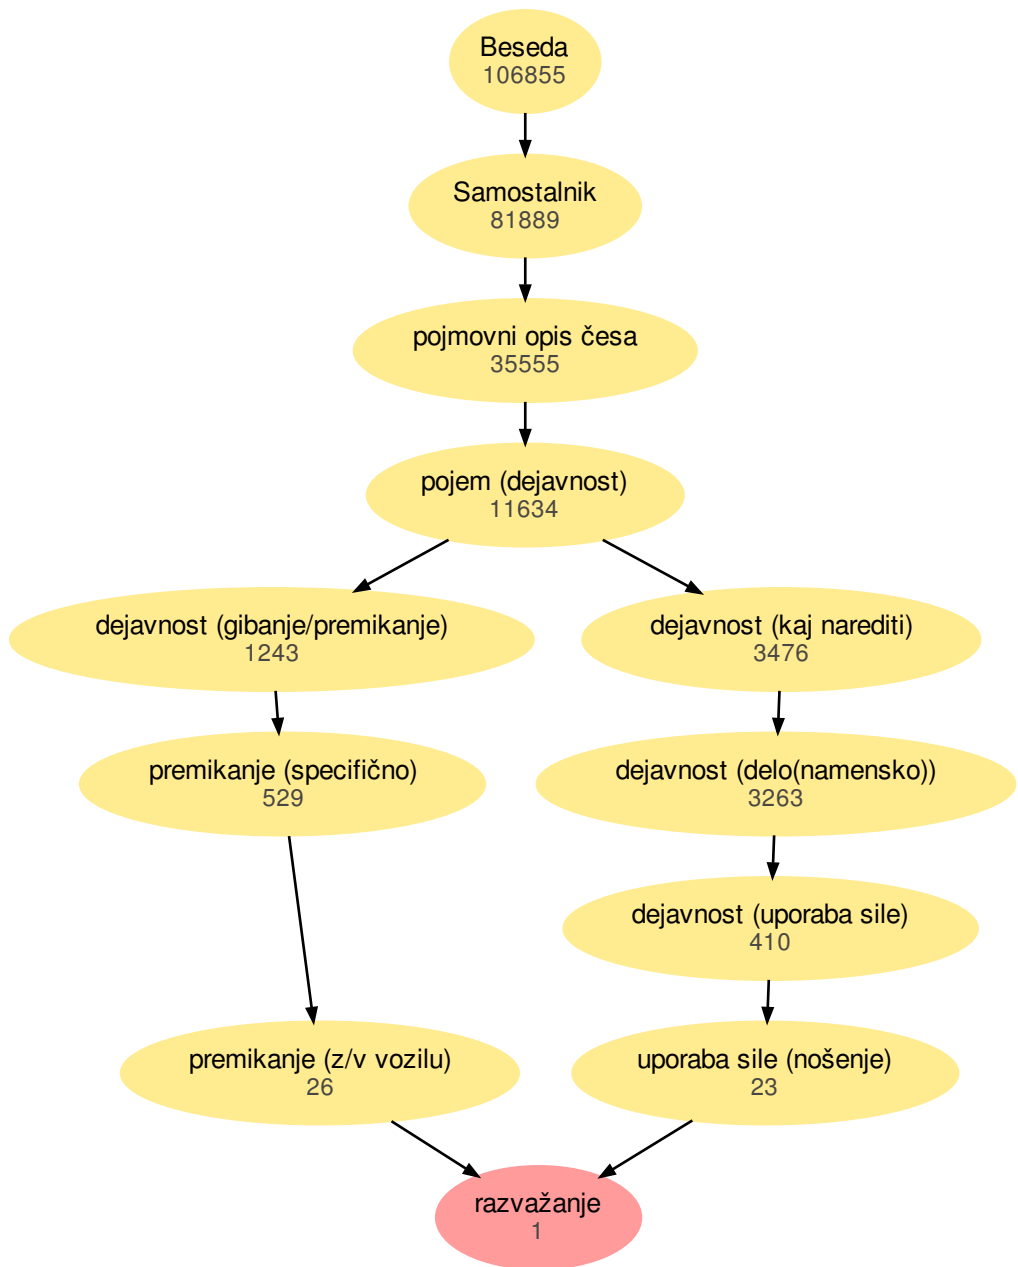 Beseda
106855
Samostalnik
81889
pojmovni opis česa
35555
pojem (dejavnost)
11634
dejavnost (gibanje/premikanje)
1243
dejavnost (kaj narediti)
3476
premikanje (specifično)
529
dejavnost (delo(namensko))
3263
dejavnost (uporaba sile)
410
premikanje (z/v vozilu)
26
uporaba sile (nošenje)
23
razvažanje
1